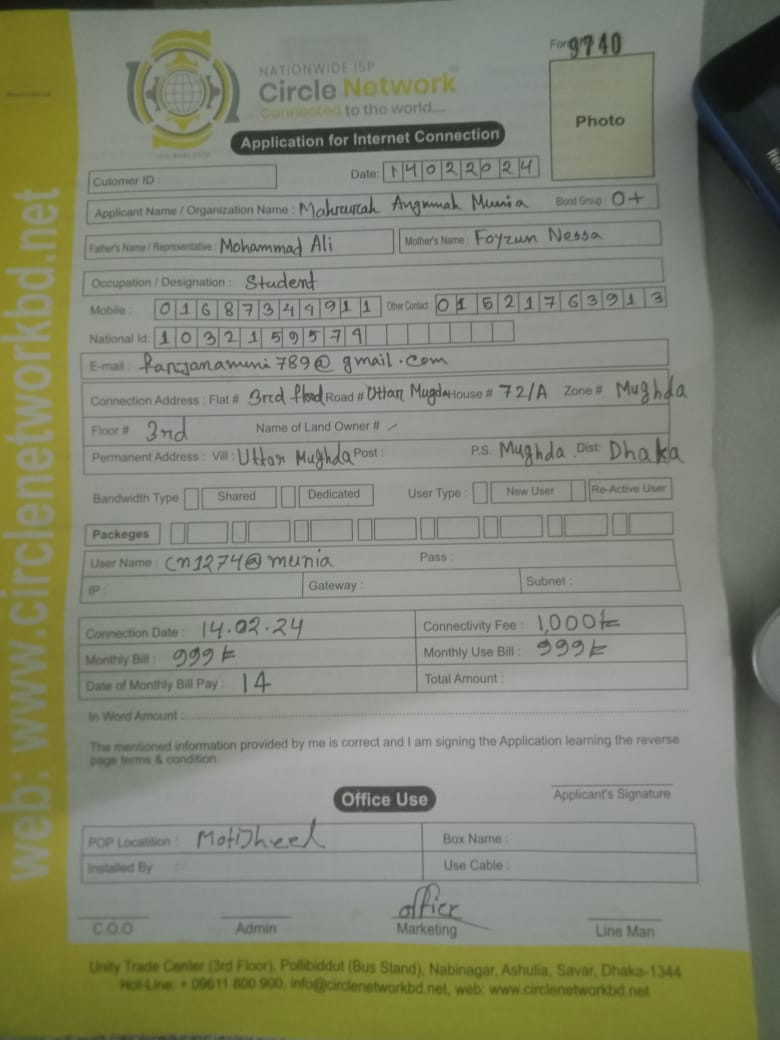 Form 9740
NATIONWIDE ISP
Circle Network
Connected to the world....
Photo
Application for Internet Connection
Cutomer ID :
Date: 14022024
Applicant Name / Organization Name : Munia Blood Group : O+
Father's Name / Representative : Mohammad Ali Mother's Name : Foyzun Nessa
Occupation / Designation : Student
Mobile : 01687349911 Other Contact : 01521763913
National Id: 1032159579
E-mail : @gmail.com
Connection Address : Flat # 3rd Road # Uttar Mugda House # 72/A Zone # Mughda
Floor # 3rd Name of Land Owner #
Permanent Address : Vill : Uttar Mughda Post : P.S. Mughda Dist: Dhaka
Bandwidth Type Shared Dedicated User Type : New User Re-Active User
Packeges
User Name : cn1274@munia Pass :
IP : Gateway : Subnet :
Connection Date : 14.02.24 Connectivity Fee : 1,000tk
Monthly Bill : 999tk Monthly Use Bill : 999tk
Date of Monthly Bill Pay : 14 Total Amount :
In Word Amount :
The mentioned information provided by me is correct and I am signing the Application learning the reverse
page terms & condition.
Applicant's Signature
Office Use
POP Locatition : Motijheel Box Name :
Installed By : Use Cable :
office
C.O.O Admin Marketing Line Man
Unity Trade Center (3rd Floor), Pollibiddut (Bus Stand), Nabinagar, Ashulia, Savar, Dhaka-1344
Hot-Line: + 09611 800 900, info@circlenetworkbd.net, web: www.circlenetworkbd.net
web: www.circlenetworkbd.net